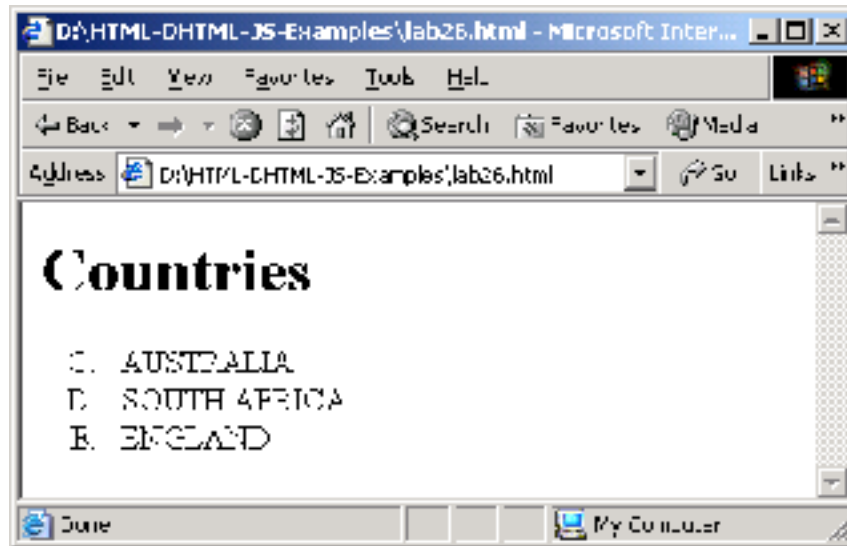 D:\HTML-DHTML-JS-Examples\lab26.html - Microsoft Inter...
File Edit View Favorites Tools Help
Back Search Favorites Media
Address D:\HTML-DHTML-JS-Examples\lab26.html Go Links
Countries
C. AUSTRALIA
D. SOUTH AFRICA
E. ENGLAND
Done My Computer